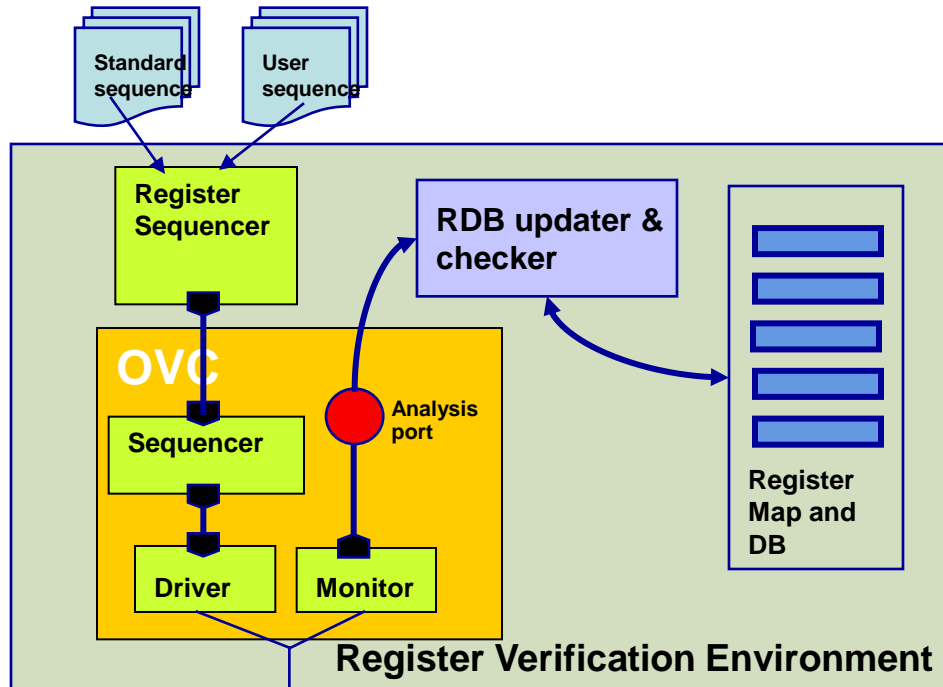 Standard
sequence
User
sequence
Register
Sequencer
RDB updater &
checker
OVC
Analysis
port
Sequencer
Driver
Monitor
Register
Map and
DB
Register Verification Environment